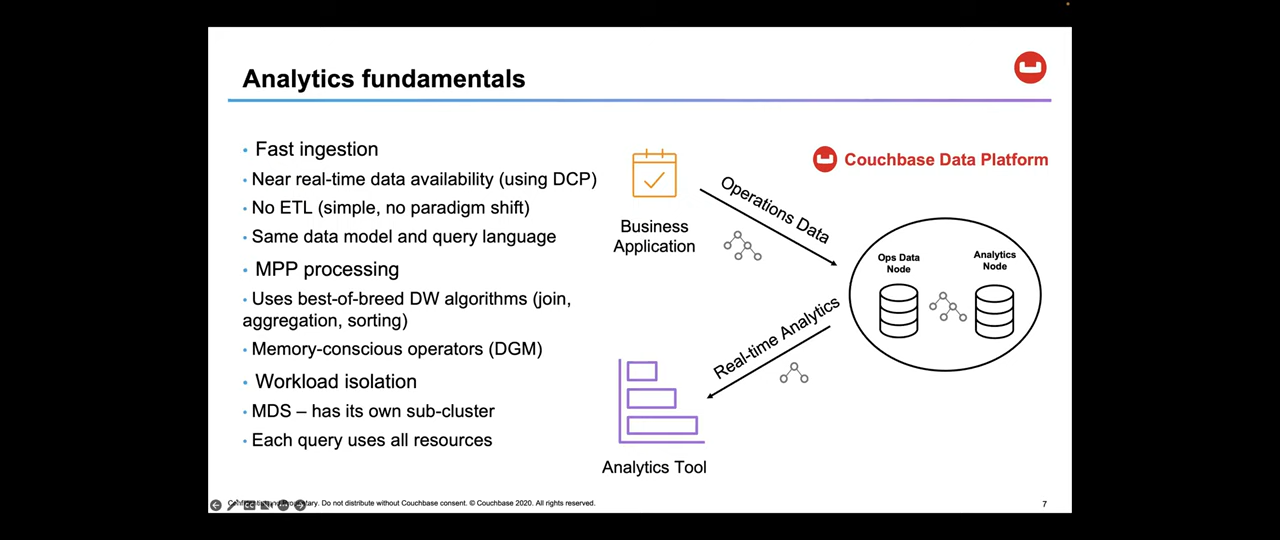 Analytics fundamentals
• Fast ingestion
• Near real-time data availability (using DCP)
• No ETL (simple, no paradigm shift)
• Same data model and query language
• MPP processing
• Uses best-of-breed DW algorithms (join,
aggregation, sorting)
• Memory-conscious operators (DGM)
• Workload isolation
• MDS – has its own sub-cluster
• Each query uses all resources
Business
Application
Operations Data
Couchbase Data Platform
Ops Data
Node
Analytics
Node
Real-time Analytics
Analytics Tool
Do not distribute without Couchbase consent. © Couchbase 2020. All rights reserved.
7